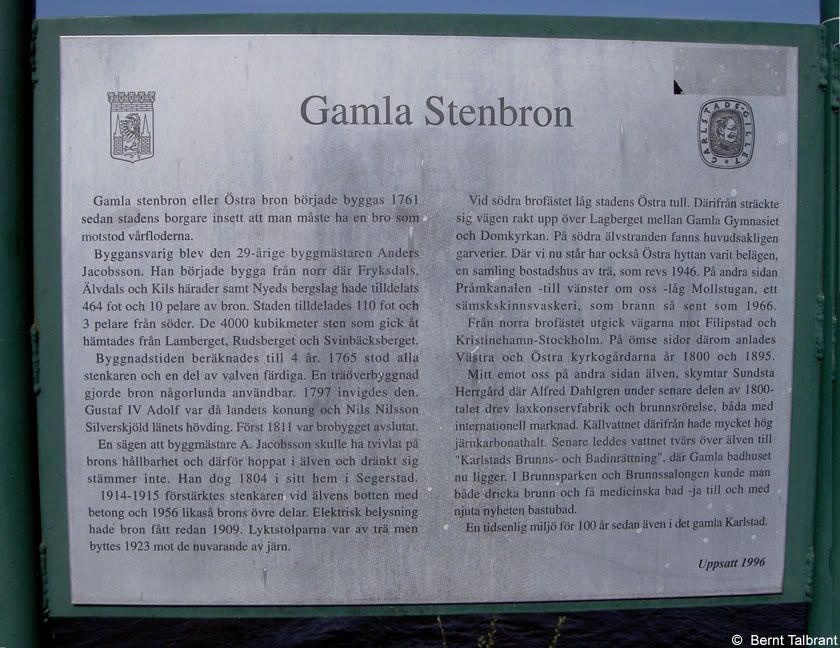 Gamla Stenbron
CARLSTADS-GILLET
Gamla stenbron eller Östra bron började byggas 1761
sedan stadens borgare insett att man måste ha en bro som
motstod vårfloderna.
Byggansvarig blev den 29-årige byggmästaren Anders
Jacobsson. Han började bygga från norr där Fryksdals,
Älvdals och Kils härader samt Nyeds bergslag hade tilldelats
464 fot och 10 pelare av bron. Staden tilldelades 110 fot och
3 pelare från söder. De 4000 kubikmeter sten som gick åt
hämtades från Lamberget, Rudsberget och Svinbäcksberget.
Byggnadstiden beräknades till 4 år. 1765 stod alla
stenkaren och en del av valven färdiga. En träöverbyggnad
gjorde bron någorlunda användbar. 1797 invigdes den.
Gustaf IV Adolf var då landets konung och Nils Nilsson
Silverskjöld länets hövding. Först 1811 var brobygget avslutat.
En sägen att byggmästare A. Jacobsson skulle ha tvivlat på
brons hållbarhet och därför hoppat i älven och dränkt sig
stämmer inte. Han dog 1804 i sitt hem i Segerstad.
1914-1915 förstärktes stenkaren vid älvens botten med
betong och 1956 likaså brons övre delar. Elektrisk belysning
hade bron fått redan 1909. Lyktstolparna var av trä men
byttes 1923 mot de nuvarande av järn.
Vid södra brofästet låg stadens Östra tull. Därifrån sträckte
sig vägen rakt upp över Lagberget mellan Gamla Gymnasiet
och Domkyrkan. På södra älvstranden fanns huvudsakligen
garverier. Där vi nu står har också Östra hyttan varit belägen,
en samling bostadshus av trä, som revs 1946. På andra sidan
Pråmkanalen -till vänster om oss -låg Mollstugan, ett
sämskskinnsvaskeri, som brann så sent som 1966.
Från norra brofästet utgick vägarna mot Filipstad och
Kristinehamn-Stockholm. På ömse sidor därom anlades
Västra och Östra kyrkogårdarna år 1800 och 1895.
Mitt emot oss på andra sidan älven, skymtar Sundsta
Herrgård där Alfred Dahlgren under senare delen av 1800-
talet drev laxkonservfabrik och brunnsrörelse, båda med
internationell marknad. Källvattnet därifrån hade mycket hög
järnkarbonathalt. Senare leddes vattnet tvärs över älven till
"Karlstads Brunns- och Badinrättning", där Gamla badhuset
nu ligger. I Brunnsparken och Brunnssalongen kunde man
både dricka brunn och få medicinska bad -ja till och med
njuta nyheten bastubad.
En tidsenlig miljö för 100 år sedan även i det gamla Karlstad.
Uppsatt 1996
© Bernt Talbrant